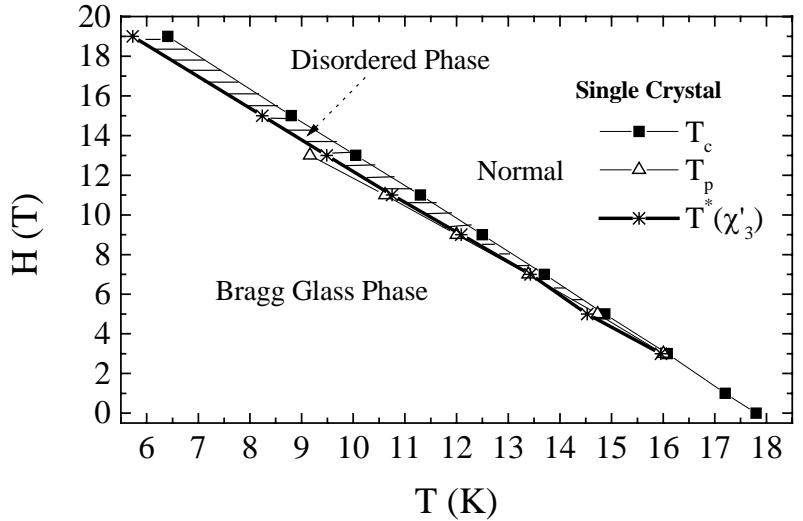 20
18
16
14
12
10
8
6
4
2
0
H (T)
Disordered Phase
Single Crystal
T_c
T_p
T*(χ'_3)
Normal
Bragg Glass Phase
6 7 8 9 10 11 12 13 14 15 16 17 18
T (K)